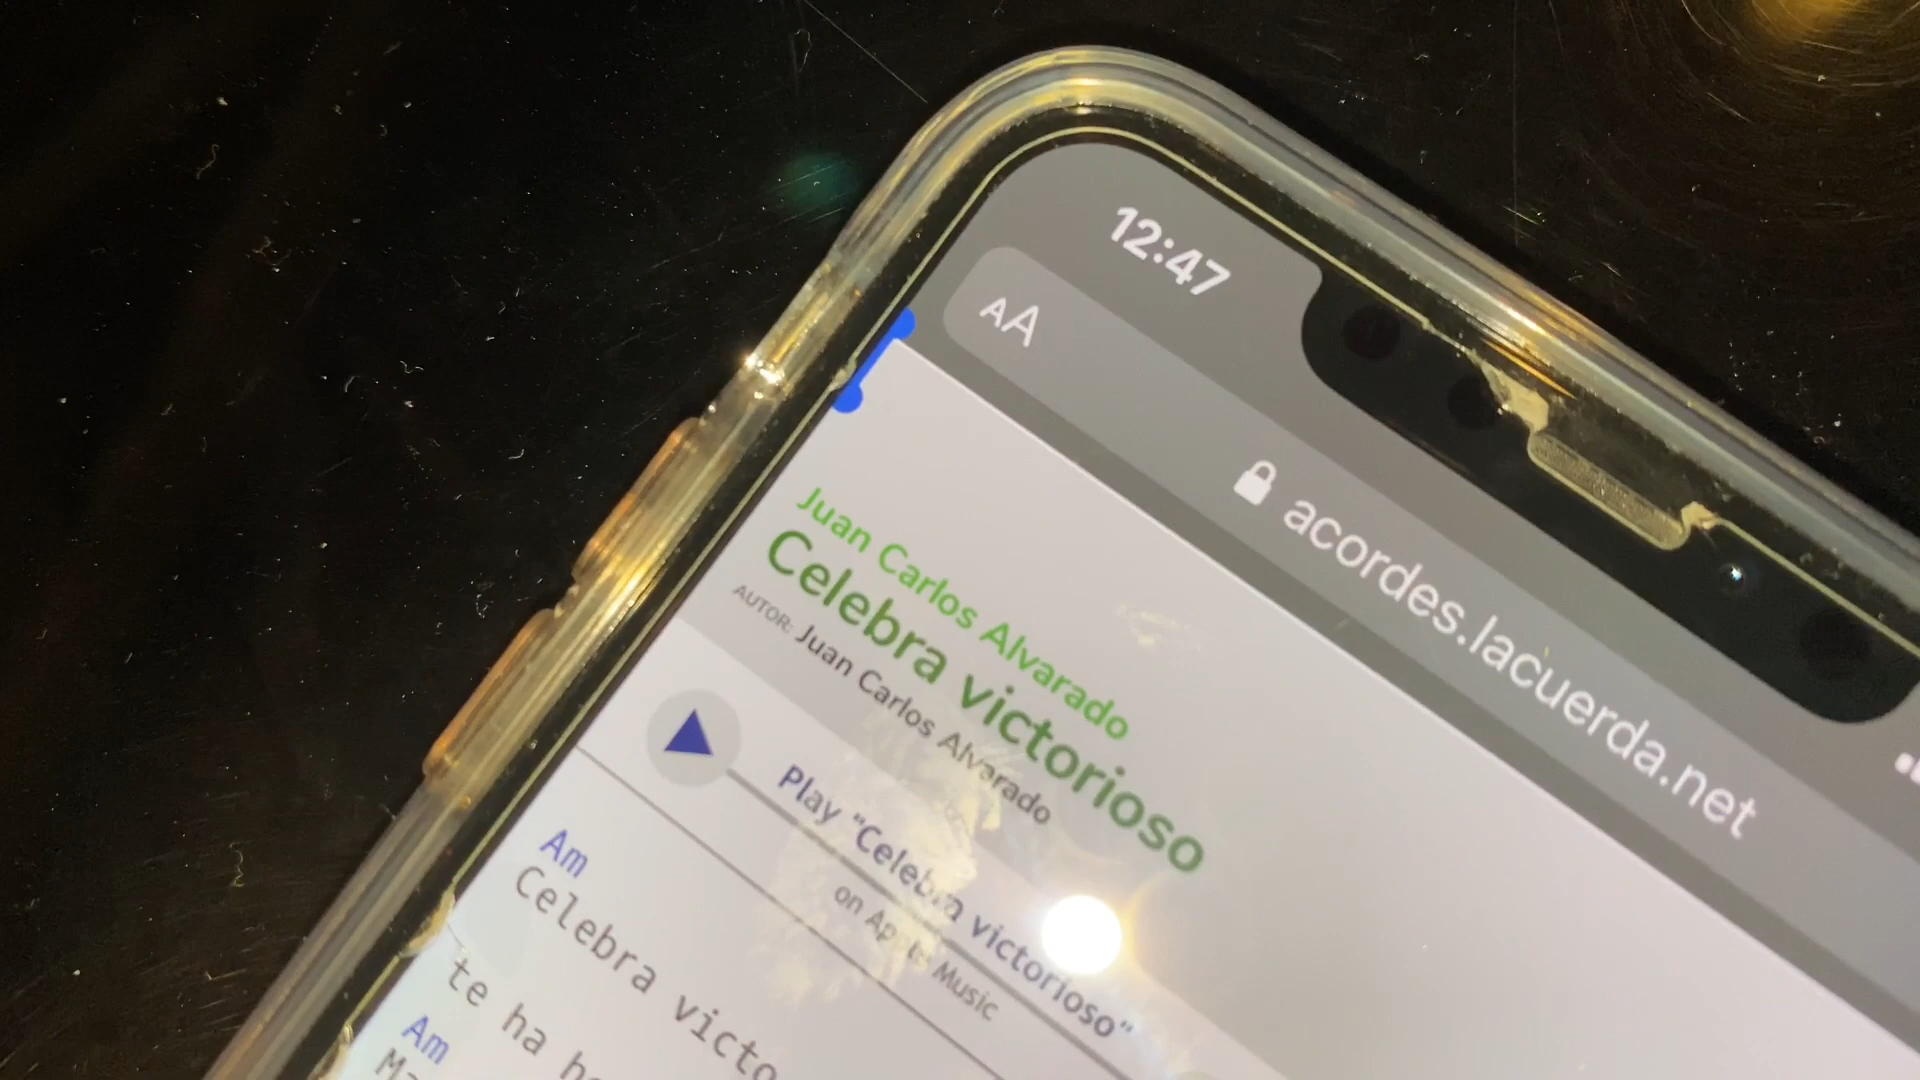 12:47
AA
acordes.lacuerda.net
Juan Carlos Alvarado
Celebra victorioso
AUTOR: Juan Carlos Alvarado
Play "Celebra victorioso"
on Apple Music
Am
Celebra victo
te ha
Am